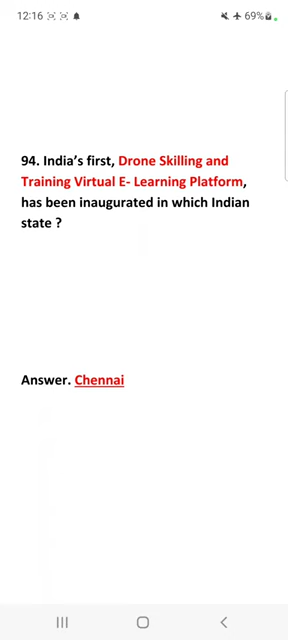 12:16
69%
94. India's first, Drone Skilling and
Training Virtual E- Learning Platform,
has been inaugurated in which Indian
state ?
Answer. Chennai